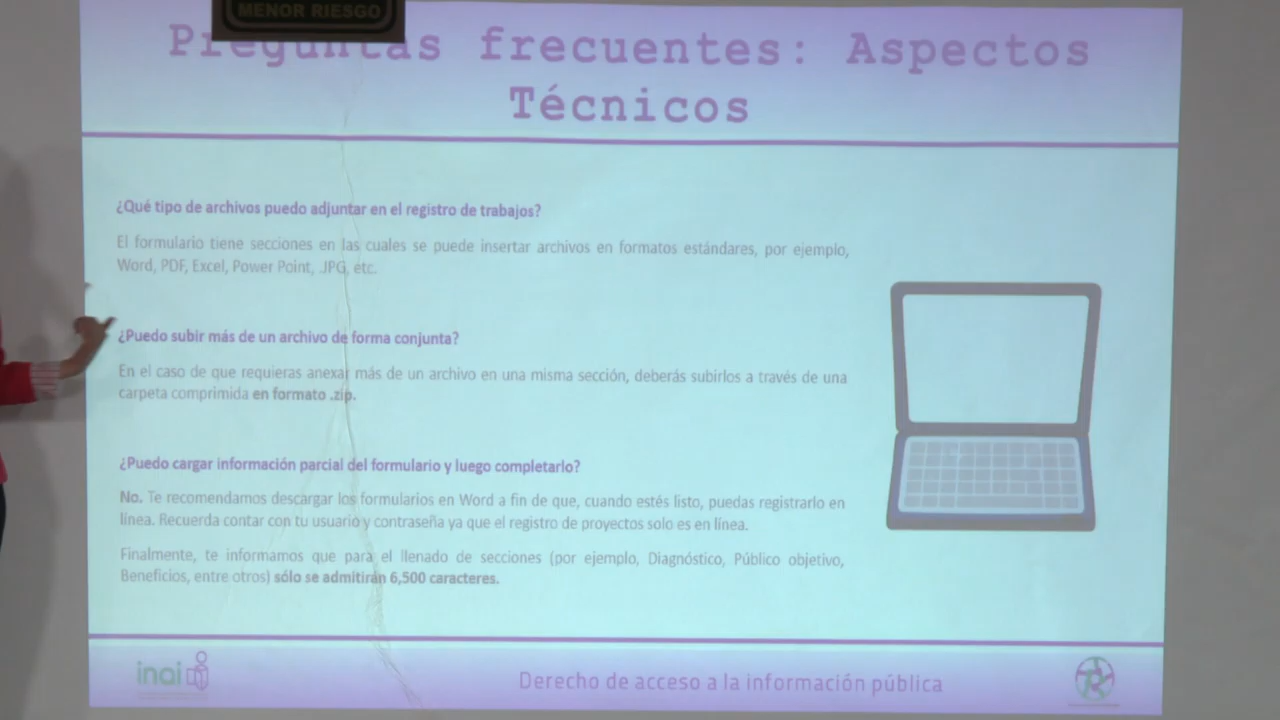 MENOR RIESGO
Preguntas frecuentes: Aspectos
Técnicos
¿Qué tipo de archivos puedo adjuntar en el registro de trabajos?
El formulario tiene secciones en las cuales se puede insertar archivos en formatos estándares, por ejemplo,
Word, PDF, Excel, Power Point, .JPG, etc.
¿Puedo subir más de un archivo de forma conjunta?
En el caso de que requieras anexar más de un archivo en una misma sección, deberás subirlos a través de una
carpeta comprimida en formato .zip.
¿Puedo cargar información parcial del formulario y luego completarlo?
No. Te recomendamos descargar los formularios en Word a fin de que, cuando estés listo, puedas registrarlo en
línea. Recuerda contar con tu usuario y contraseña ya que el registro de proyectos solo es en línea.
Finalmente, te informamos que para el llenado de secciones (por ejemplo, Diagnóstico, Público objetivo,
Beneficios, entre otros) sólo se admitirán 6,500 caracteres.
inai
Derecho de acceso a la información pública